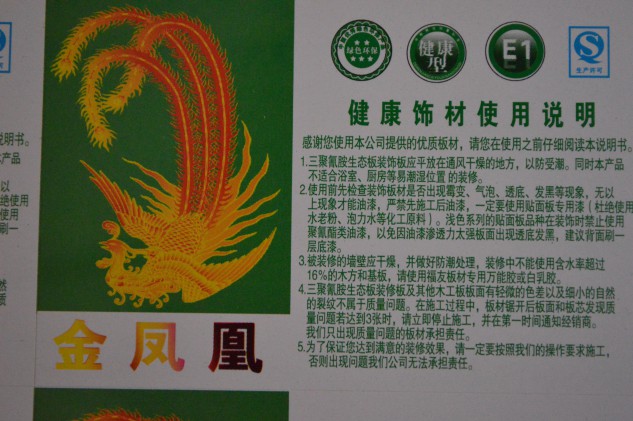 绿色环保
健康型
E1
生产许可
健康饰材使用说明
感谢您使用本公司提供的优质板材，请您在使用之前仔细阅读本说明书。
1.三聚氰胺生态板装饰板应平放在通风干燥的地方，以防受潮。同时本产品
不适合浴室、厨房等易潮湿位置的装修。
2.使用前先检查装饰板材是否出现霉变、气泡、透底、发黑等现象，无以
上现象才能油漆，严禁先施工后油漆，一定要使用贴面板专用漆（杜绝使用
水老粉、泡力水等化工原料）。浅色系列的贴面板品种在装饰时禁止使用
聚氰酯类油漆，以免因油漆渗透力太强板面出现透底发黑，建议背面刷一
层底漆。
3.被装修的墙壁应干燥，并做好防潮处理，装修中不能使用含水率超过
16%的木方和基板，请使用福友板材专用万能胶或白乳胶。
4.三聚氰胺生态板装修板及其他木工板板面有轻微的色差以及细小的自然
的裂纹不属于质量问题。在施工过程中，板材锯开后板面和板芯发现质
量问题若达到3张时，请立即停止施工，并在第一时间通知经销商。
我们只出现质量问题的板材承担责任。
5.为了保证您达到满意的装修效果，请一定要按照我们的操作要求施工，
否则出现问题我们公司无法承担责任。
金凤凰
说明书。
本产品
以
绝使用
使用
刷一